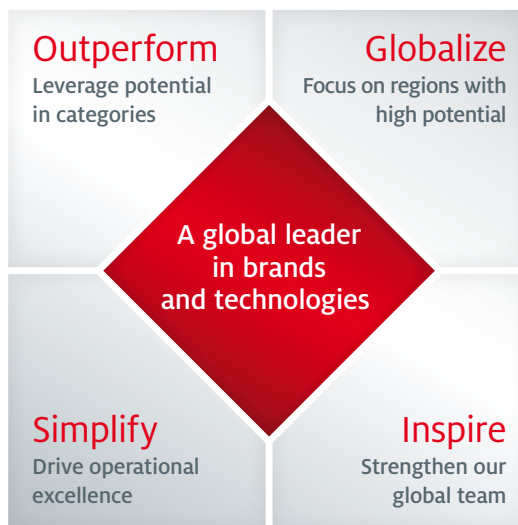 Outperform
Leverage potential
in categories
Globalize
Focus on regions with
high potential
A global leader
in brands
and technologies
Simplify
Drive operational
excellence
Inspire
Strengthen our
global team